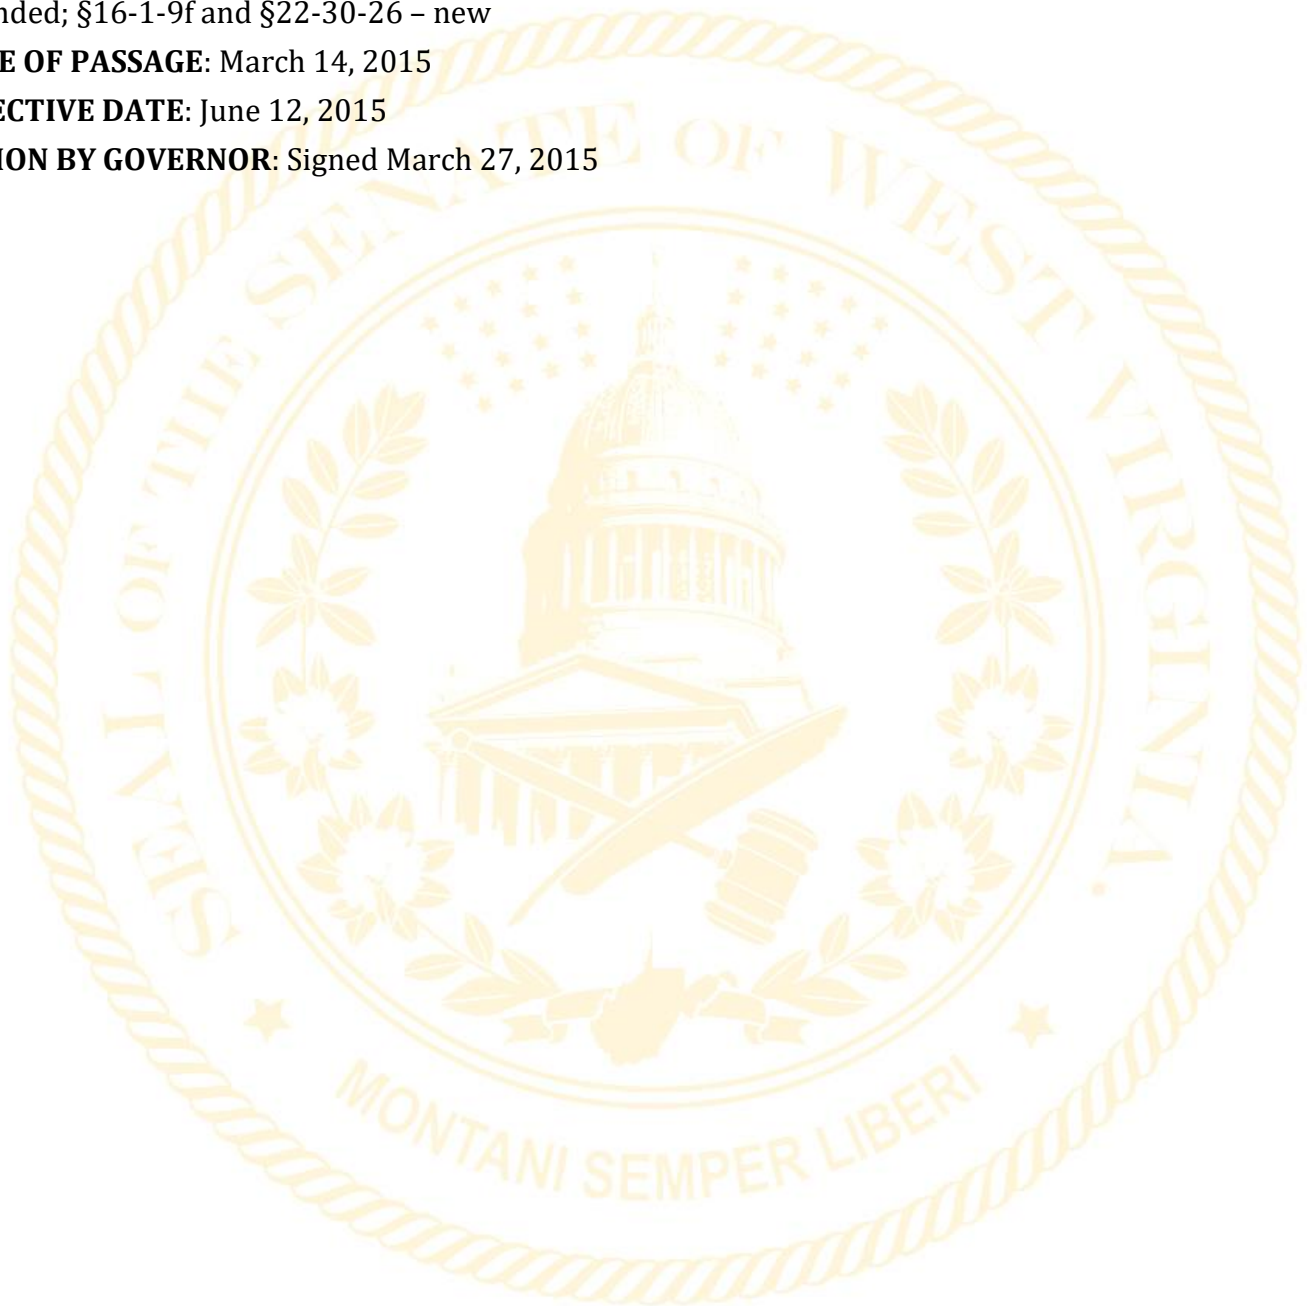 nded; §16-1-9f and §22-30-26 – new
E OF PASSAGE: March 14, 2015
ECTIVE DATE: June 12, 2015
ION BY GOVERNOR: Signed March 27, 2015
SEAL OF THE SENATE OF WEST VIRGINIA
MONTANI SEMPER LIBERI